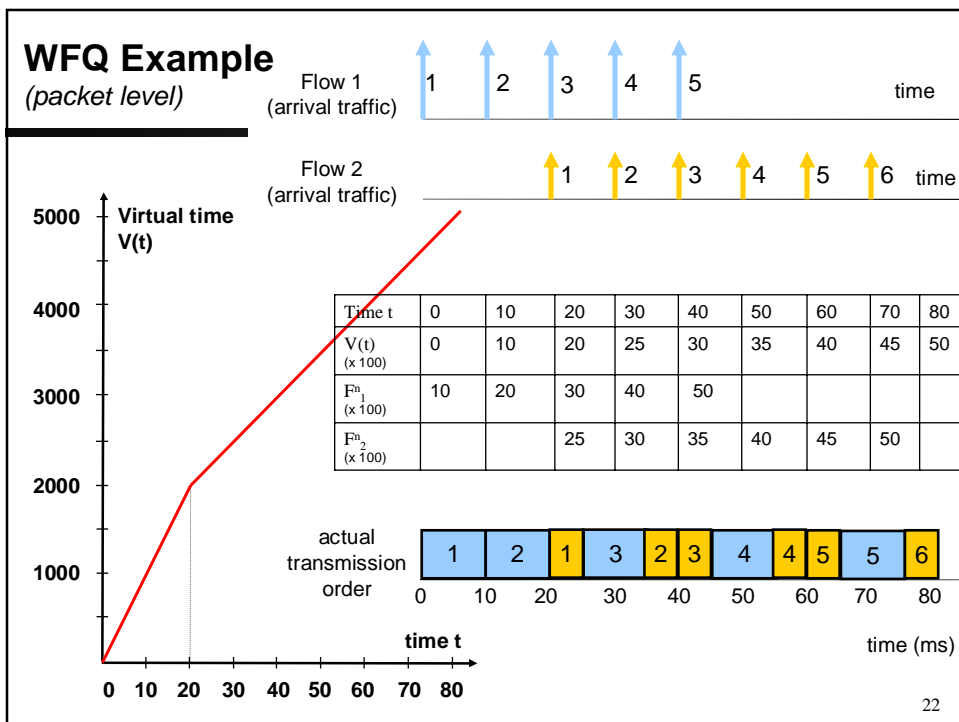 WFQ Example
(packet level)
Flow 1
(arrival traffic)
1 2 3 4 5
time
Flow 2
(arrival traffic)
1 2 3 4 5 6
time
Virtual time
V(t)
5000
4000
3000
2000
1000
0 10 20 30 40 50 60 70 80
time t
Time t 0 10 20 30 40 50 60 70 80
V(t) 0 10 20 25 30 35 40 45 50
(x 100)
Fn1 10 20 30 40 50
(x 100)
Fn2 25 30 35 40 45 50
(x 100)
actual
transmission
order
1 2 1 3 2 3 4 4 5 5 6
0 10 20 30 40 50 60 70 80
time (ms)
22